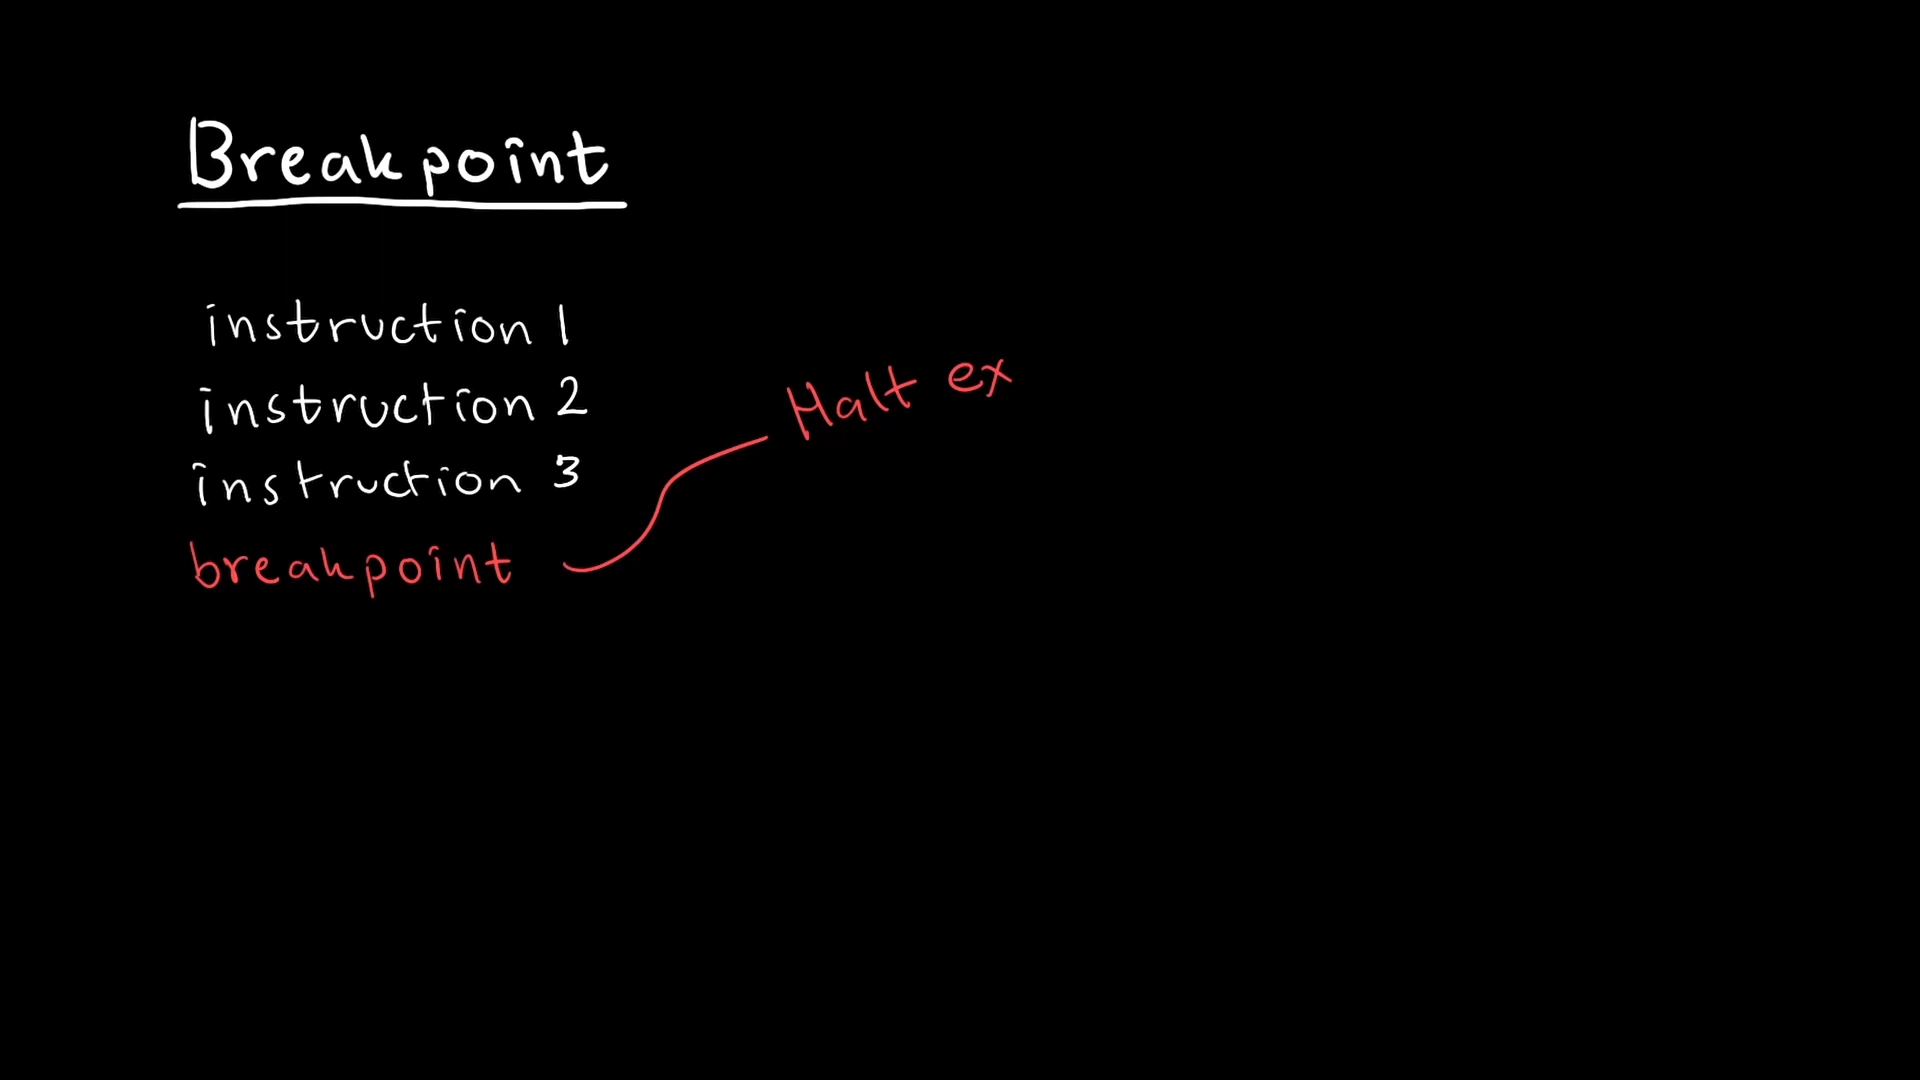 Breakpoint
instruction 1
instruction 2
instruction 3
breakpoint
Halt ex